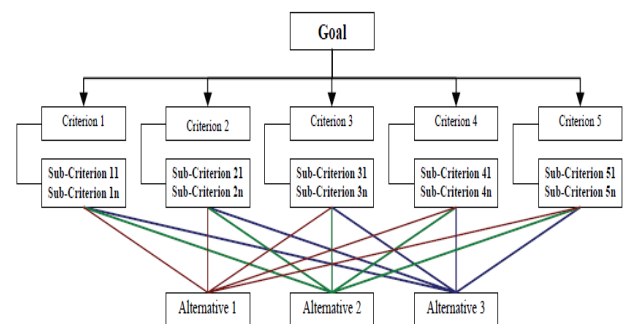 Goal
Criterion 1
Criterion 2
Criterion 3
Criterion 4
Criterion 5
Sub-Criterion 11
Sub-Criterion 1n
Sub-Criterion 21
Sub-Criterion 2n
Sub-Criterion 31
Sub-Criterion 3n
Sub-Criterion 41
Sub-Criterion 4n
Sub-Criterion 51
Sub-Criterion 5n
Alternative 1
Alternative 2
Alternative 3